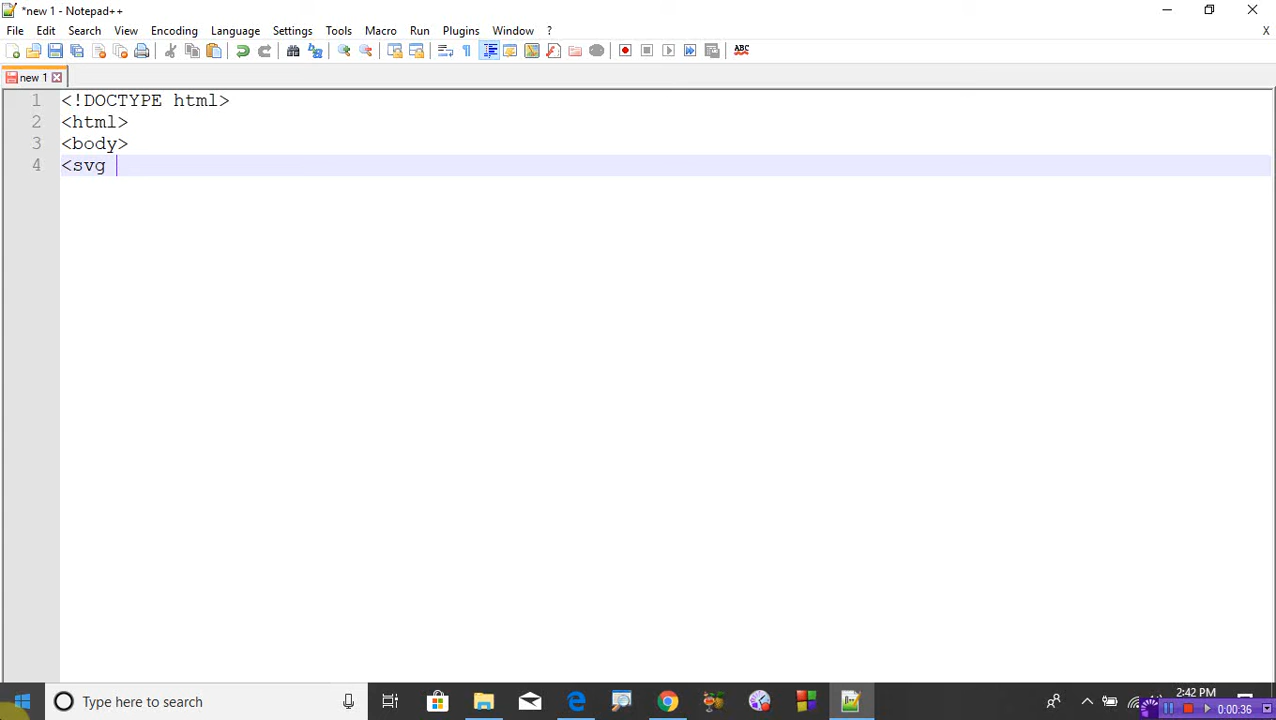 *new 1 - Notepad++
File Edit Search View Encoding Language Settings Tools Macro Run Plugins Window ? X
ABC
new 1
1 <!DOCTYPE html>
2 <html>
3 <body>
4 <svg
Type here to search
2:42 PM
0:00:36